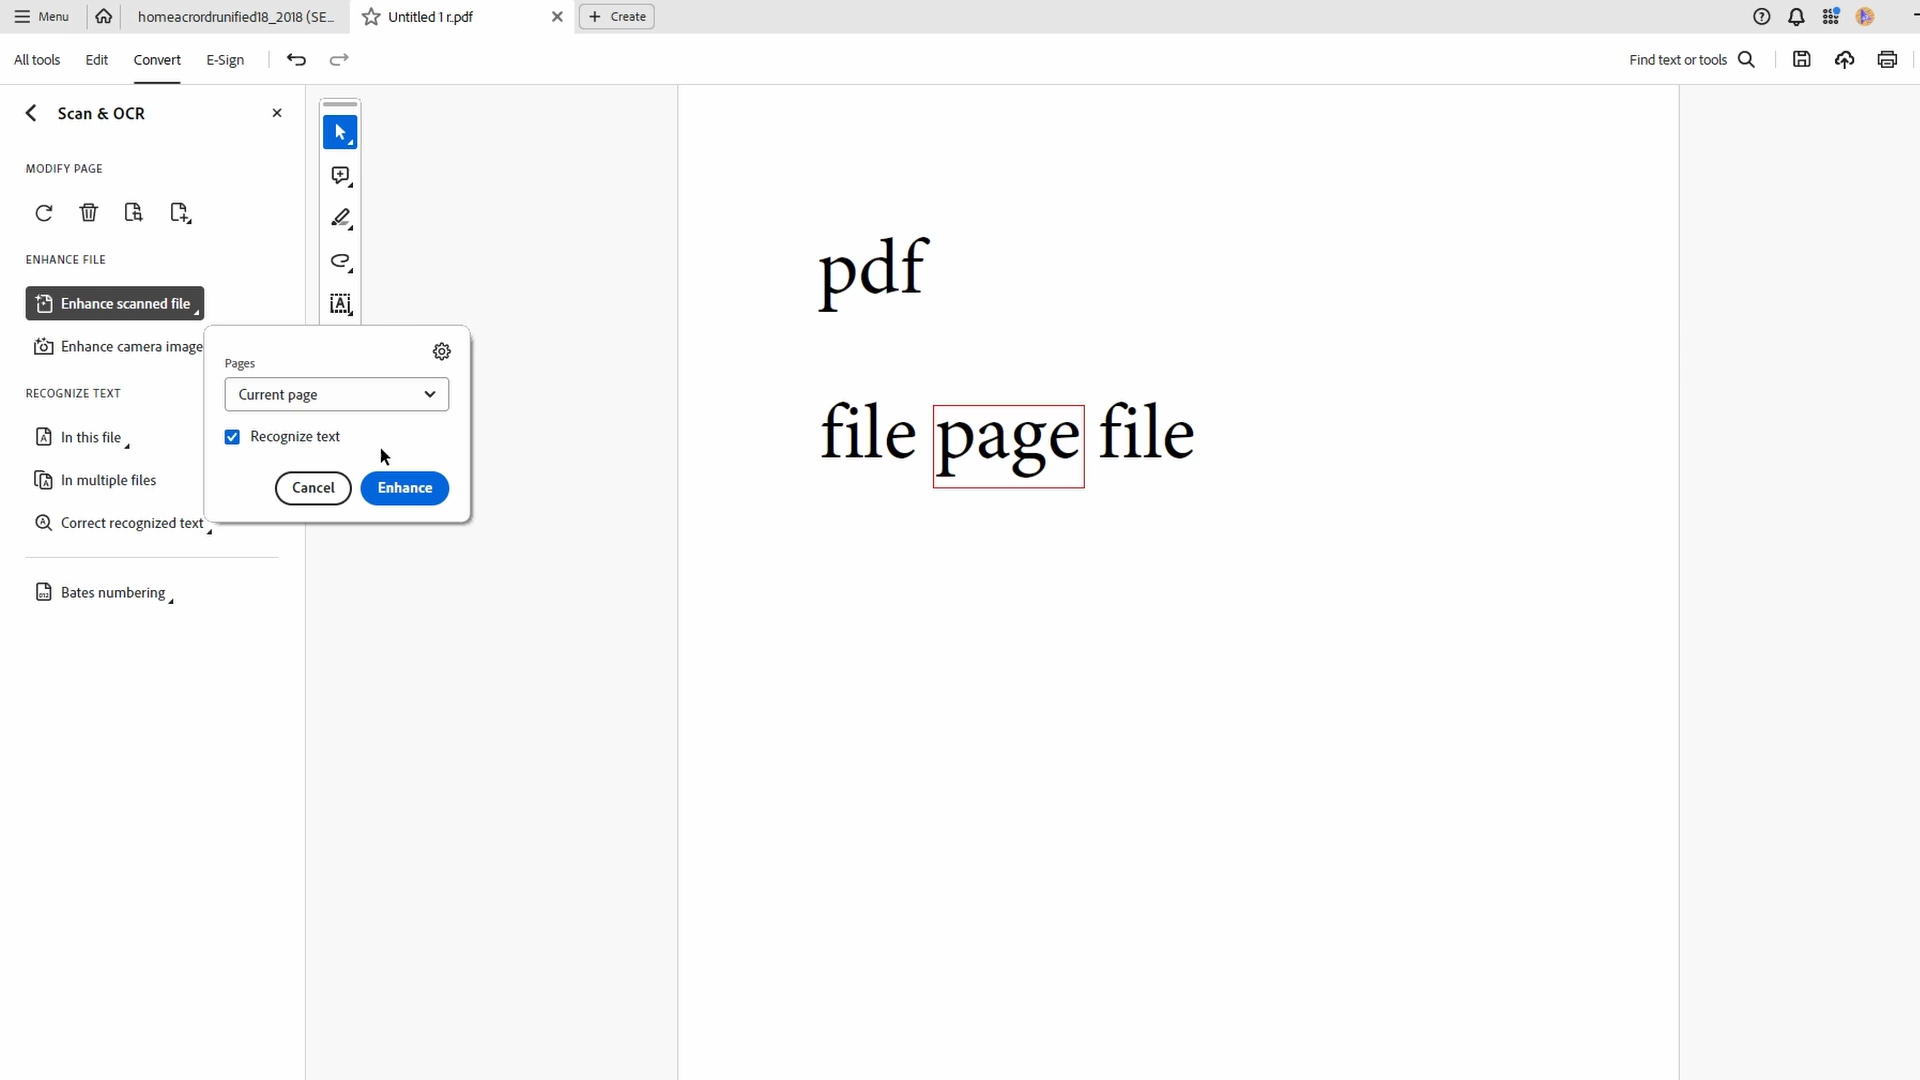 Menu
homeacrordrunified18_2018 (SE...
Untitled 1 r.pdf
Create
All tools
Edit
Convert
E-Sign
Find text or tools
Scan & OCR
MODIFY PAGE
ENHANCE FILE
Enhance scanned file
Enhance camera image
Pages
Current page
Recognize text
Cancel
Enhance
RECOGNIZE TEXT
In this file
In multiple files
Correct recognized text
Bates numbering
pdf
file page file